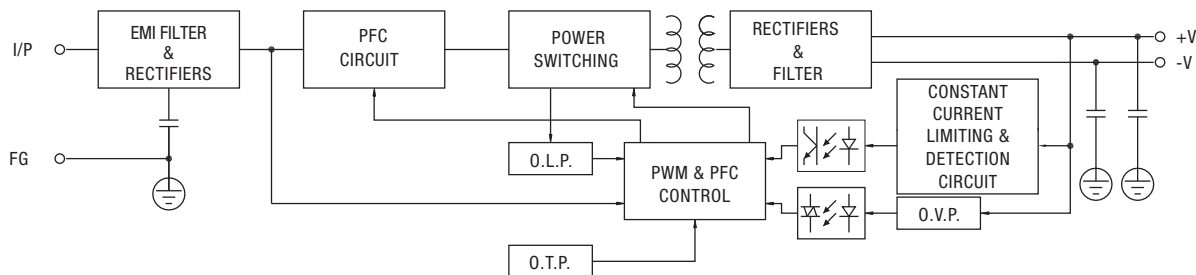 I/P
EMI FILTER
&
RECTIFIERS
PFC
CIRCUIT
POWER
SWITCHING
RECTIFIERS
&
FILTER
+V
-V
CONSTANT
CURRENT
LIMITING &
DETECTION
CIRCUIT
FG
O.L.P.
PWM & PFC
CONTROL
O.V.P.
O.T.P.